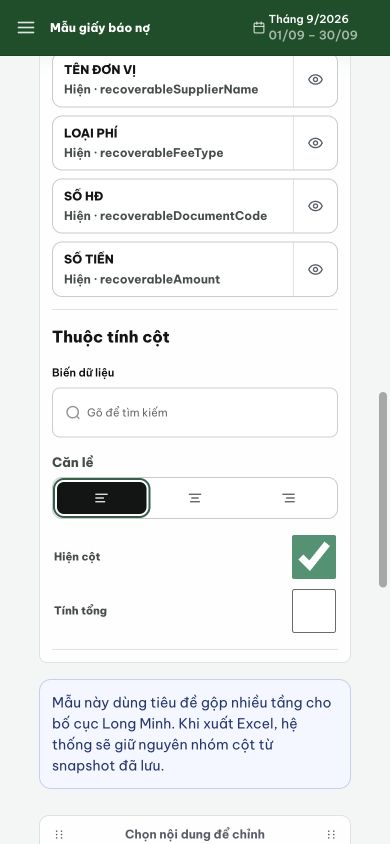 Mẫu giấy báo nợ
Tháng 9/2026
01/09 – 30/09
TÊN ĐƠN VỊ
Hiện · recoverableSupplierName
LOẠI PHÍ
Hiện · recoverableFeeType
SỐ HĐ
Hiện · recoverableDocumentCode
SỐ TIỀN
Hiện · recoverableAmount
Thuộc tính cột
Biến dữ liệu
Gõ để tìm kiếm
Căn lề
Hiện cột
Tính tổng
Mẫu này dùng tiêu đề gộp nhiều tầng cho
bố cục Long Minh. Khi xuất Excel, hệ
thống sẽ giữ nguyên nhóm cột từ
snapshot đã lưu.
Chọn nội dung để chỉnh